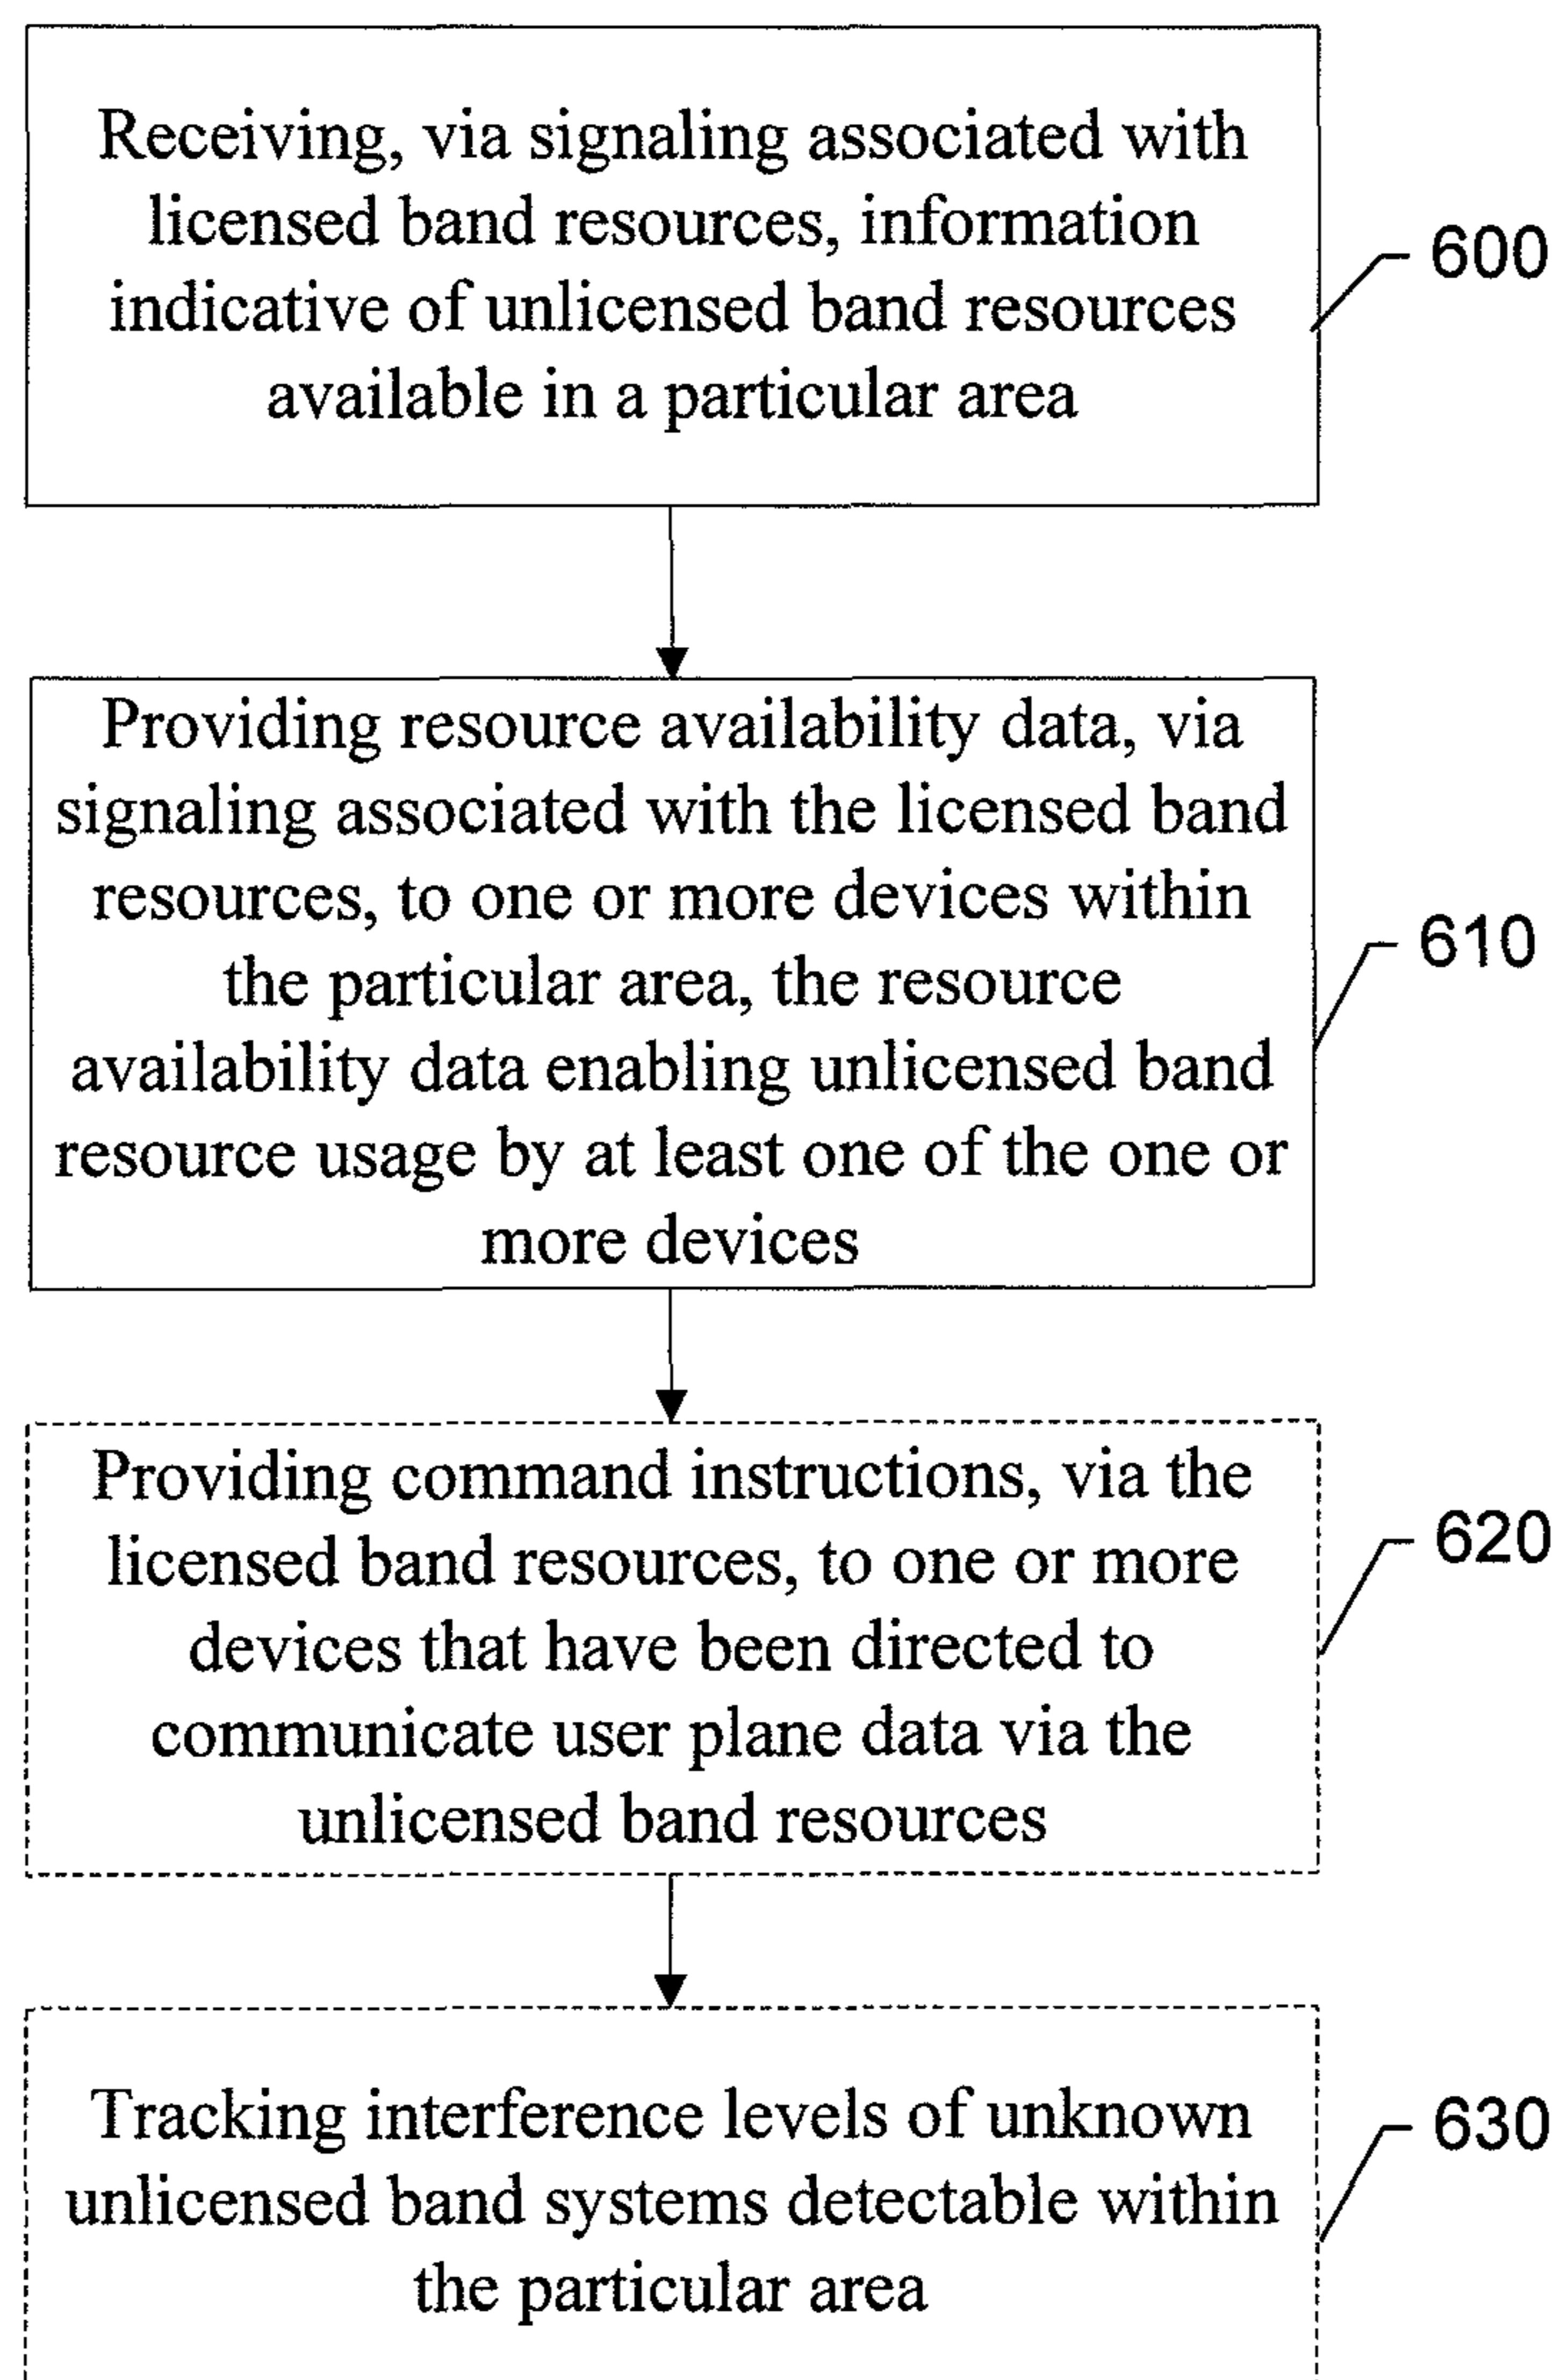 Receiving, via signaling associated with
licensed band resources, information
indicative of unlicensed band resources
available in a particular area
600
Providing resource availability data, via
signaling associated with the licensed band
resources, to one or more devices within
the particular area, the resource
availability data enabling unlicensed band
resource usage by at least one of the one or
more devices
610
Providing command instructions, via the
licensed band resources, to one or more
devices that have been directed to
communicate user plane data via the
unlicensed band resources
620
Tracking interference levels of unknown
unlicensed band systems detectable within
the particular area
630